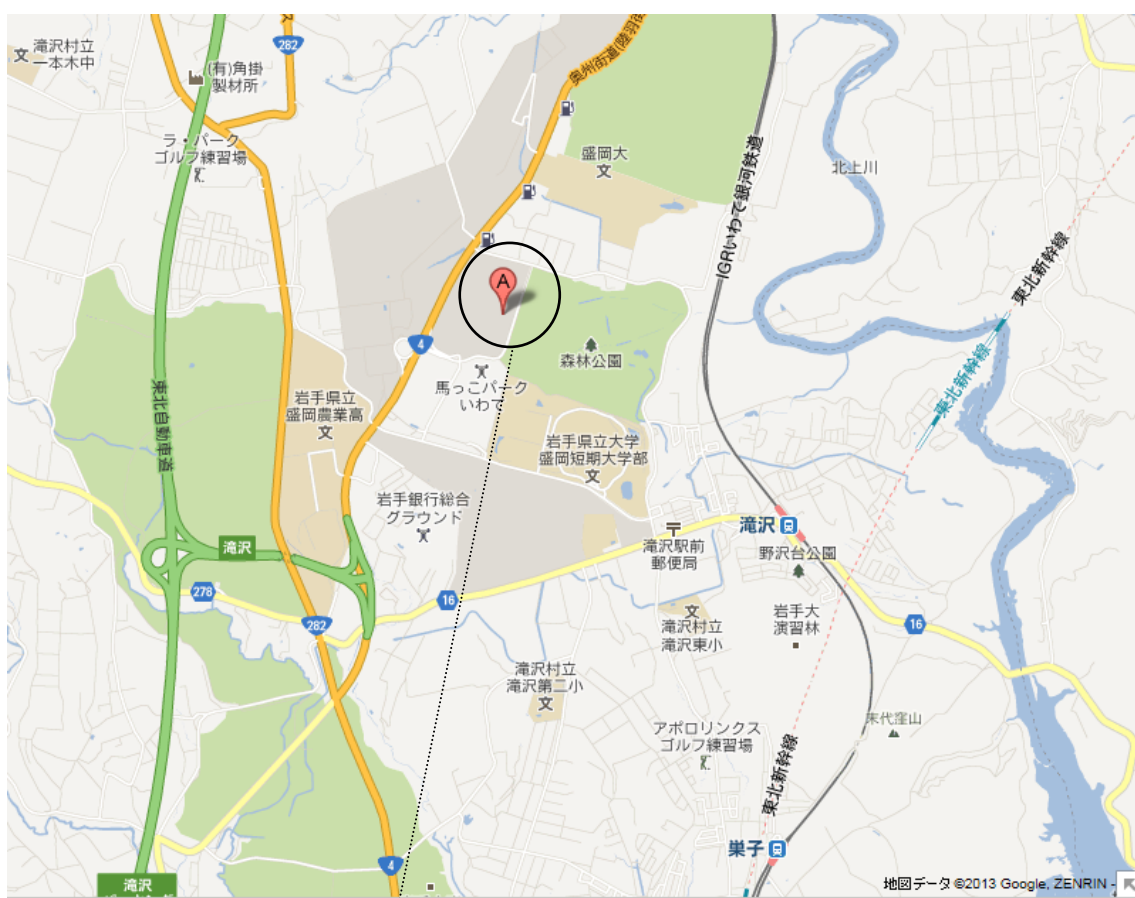 282
滝沢村立
一本木中
(有)角掛
製材所
奥州街道(陸羽街
ラ・パーク
ゴルフ練習場
盛岡大
北上川
IGRいわて銀河鉄道
東北新幹線
A
4
東北新幹線
森林公園
馬っこパーク
いわて
岩手県立
盛岡農業高
東北自動車道
岩手県立大学
盛岡短期大学部
岩手銀行総合
グラウンド
滝沢
滝沢
滝沢駅前
郵便局
野沢台公園
278
16
282
滝沢村立
滝沢東小
岩手大
演習林
16
滝沢村立
滝沢第二小
アポロリンクス
ゴルフ練習場
末代窪山
東北新幹線
巣子
4
滝沢
地図データ ©2013 Google, ZENRIN -